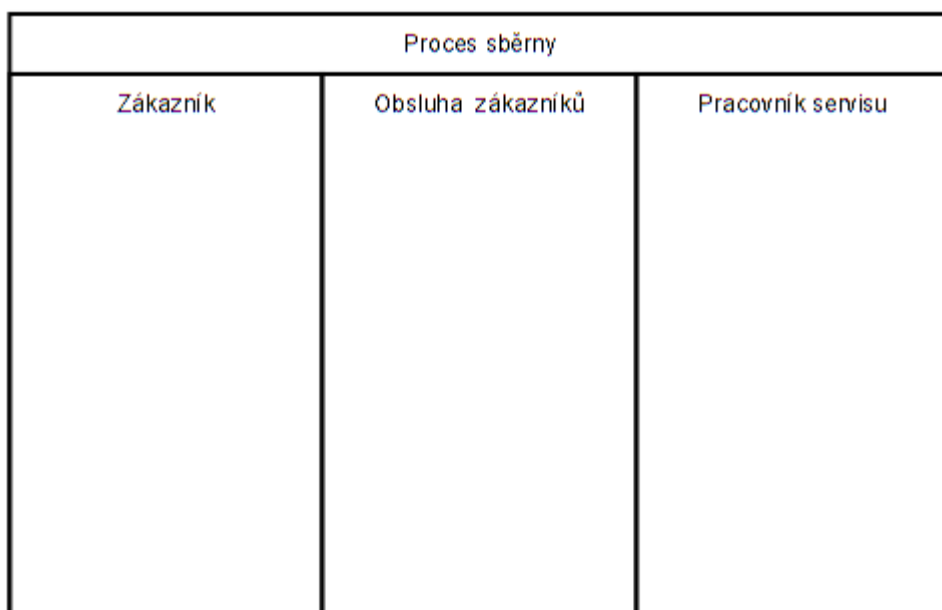 Proces sběrny
Zákazník
Obsluha zákazníků
Pracovník servisu